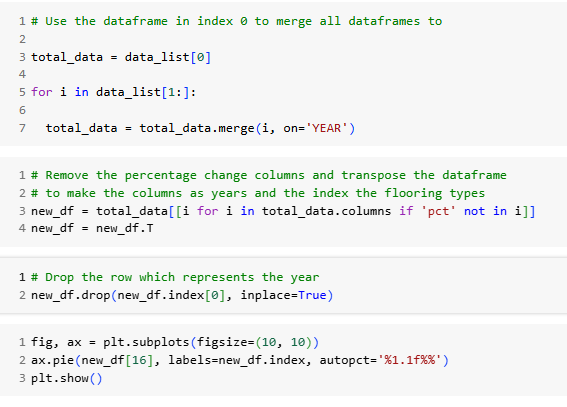 1 # Use the dataframe in index 0 to merge all dataframes to
2
3 total_data = data_list[0]
4
5 for i in data_list[1:]:
6
7   total_data = total_data.merge(i, on='YEAR')
1 # Remove the percentage change columns and transpose the dataframe
2 # to make the columns as years and the index the flooring types
3 new_df = total_data[[i for i in total_data.columns if 'pct' not in i]]
4 new_df = new_df.T
1 # Drop the row which represents the year
2 new_df.drop(new_df.index[0], inplace=True)
1 fig, ax = plt.subplots(figsize=(10, 10))
2 ax.pie(new_df[16], labels=new_df.index, autopct='%1.1f%%')
3 plt.show()